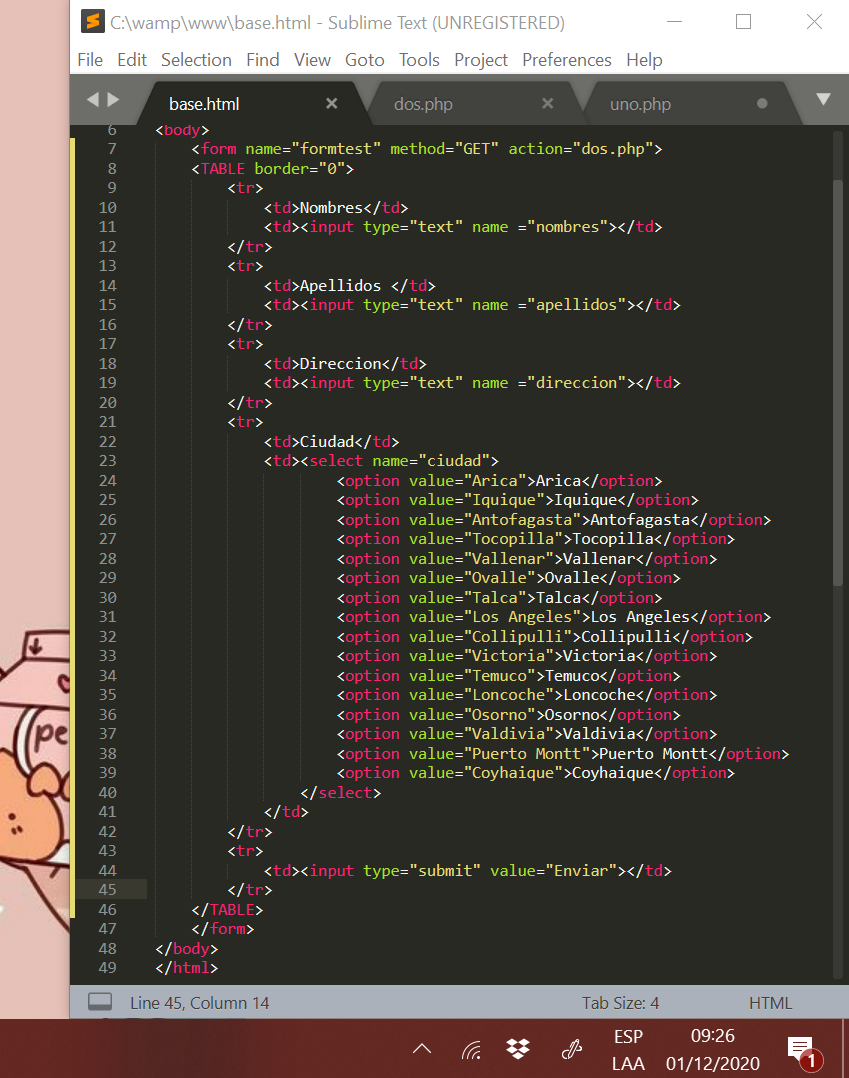 C:\wamp\www\base.html - Sublime Text (UNREGISTERED)
File Edit Selection Find View Goto Tools Project Preferences Help
base.html × dos.php × uno.php
6 <body>
7 <form name="formtest" method="GET" action="dos.php">
8 <TABLE border="0">
9 <tr>
10 <td>Nombres</td>
11 <td><input type="text" name ="nombres"></td>
12 </tr>
13 <tr>
14 <td>Apellidos </td>
15 <td><input type="text" name ="apellidos"></td>
16 </tr>
17 <tr>
18 <td>Direccion</td>
19 <td><input type="text" name ="direccion"></td>
20 </tr>
21 <tr>
22 <td>Ciudad</td>
23 <td><select name="ciudad">
24 <option value="Arica">Arica</option>
25 <option value="Iquique">Iquique</option>
26 <option value="Antofagasta">Antofagasta</option>
27 <option value="Tocopilla">Tocopilla</option>
28 <option value="Vallenar">Vallenar</option>
29 <option value="Ovalle">Ovalle</option>
30 <option value="Talca">Talca</option>
31 <option value="Los Angeles">Los Angeles</option>
32 <option value="Collipulli">Collipulli</option>
33 <option value="Victoria">Victoria</option>
34 <option value="Temuco">Temuco</option>
35 <option value="Loncoche">Loncoche</option>
36 <option value="Osorno">Osorno</option>
37 <option value="Valdivia">Valdivia</option>
38 <option value="Puerto Montt">Puerto Montt</option>
39 <option value="Coyhaique">Coyhaique</option>
40 </select>
41 </td>
42 </tr>
43 <tr>
44 <td><input type="submit" value="Enviar"></td>
45 </tr>
46 </TABLE>
47 </form>
48 </body>
49 </html>
pe
Line 45, Column 14 Tab Size: 4 HTML
ESP 09:26
LAA 01/12/2020 1